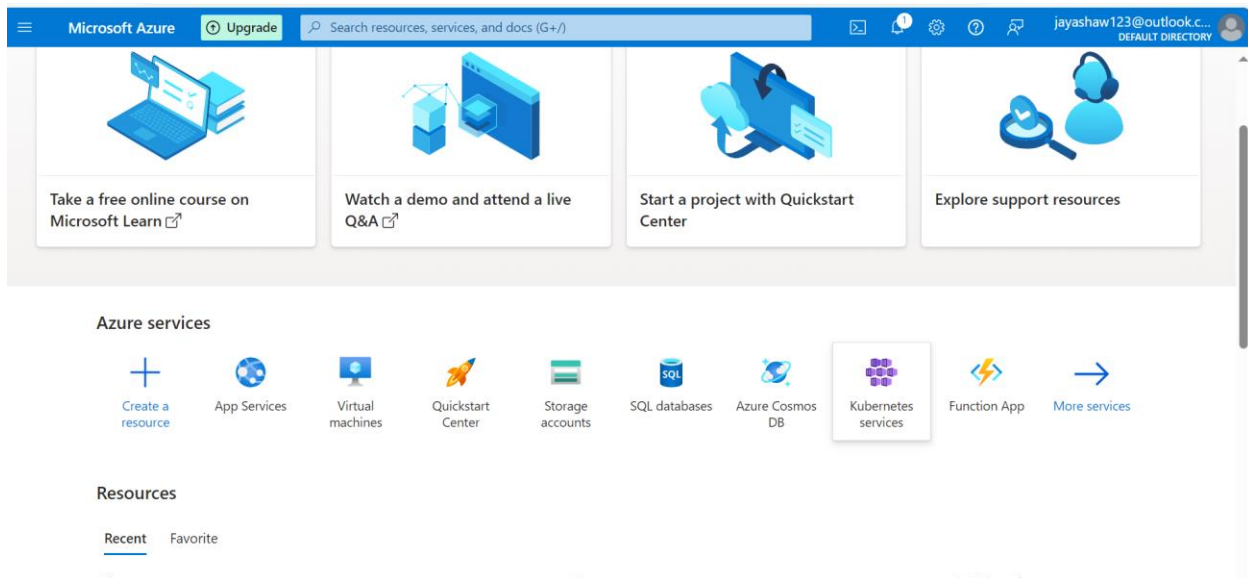 Microsoft Azure
Upgrade
Search resources, services, and docs (G+/)
1
jayashaw123@outlook.c...
DEFAULT DIRECTORY
Take a free online course on
Microsoft Learn
Watch a demo and attend a live
Q&A
Start a project with Quickstart
Center
Explore support resources
Azure services
SQL
Create a
resource
App Services
Virtual
machines
Quickstart
Center
Storage
accounts
SQL databases
Azure Cosmos
DB
Kubernetes
services
Function App
More services
Resources
Recent
Favorite